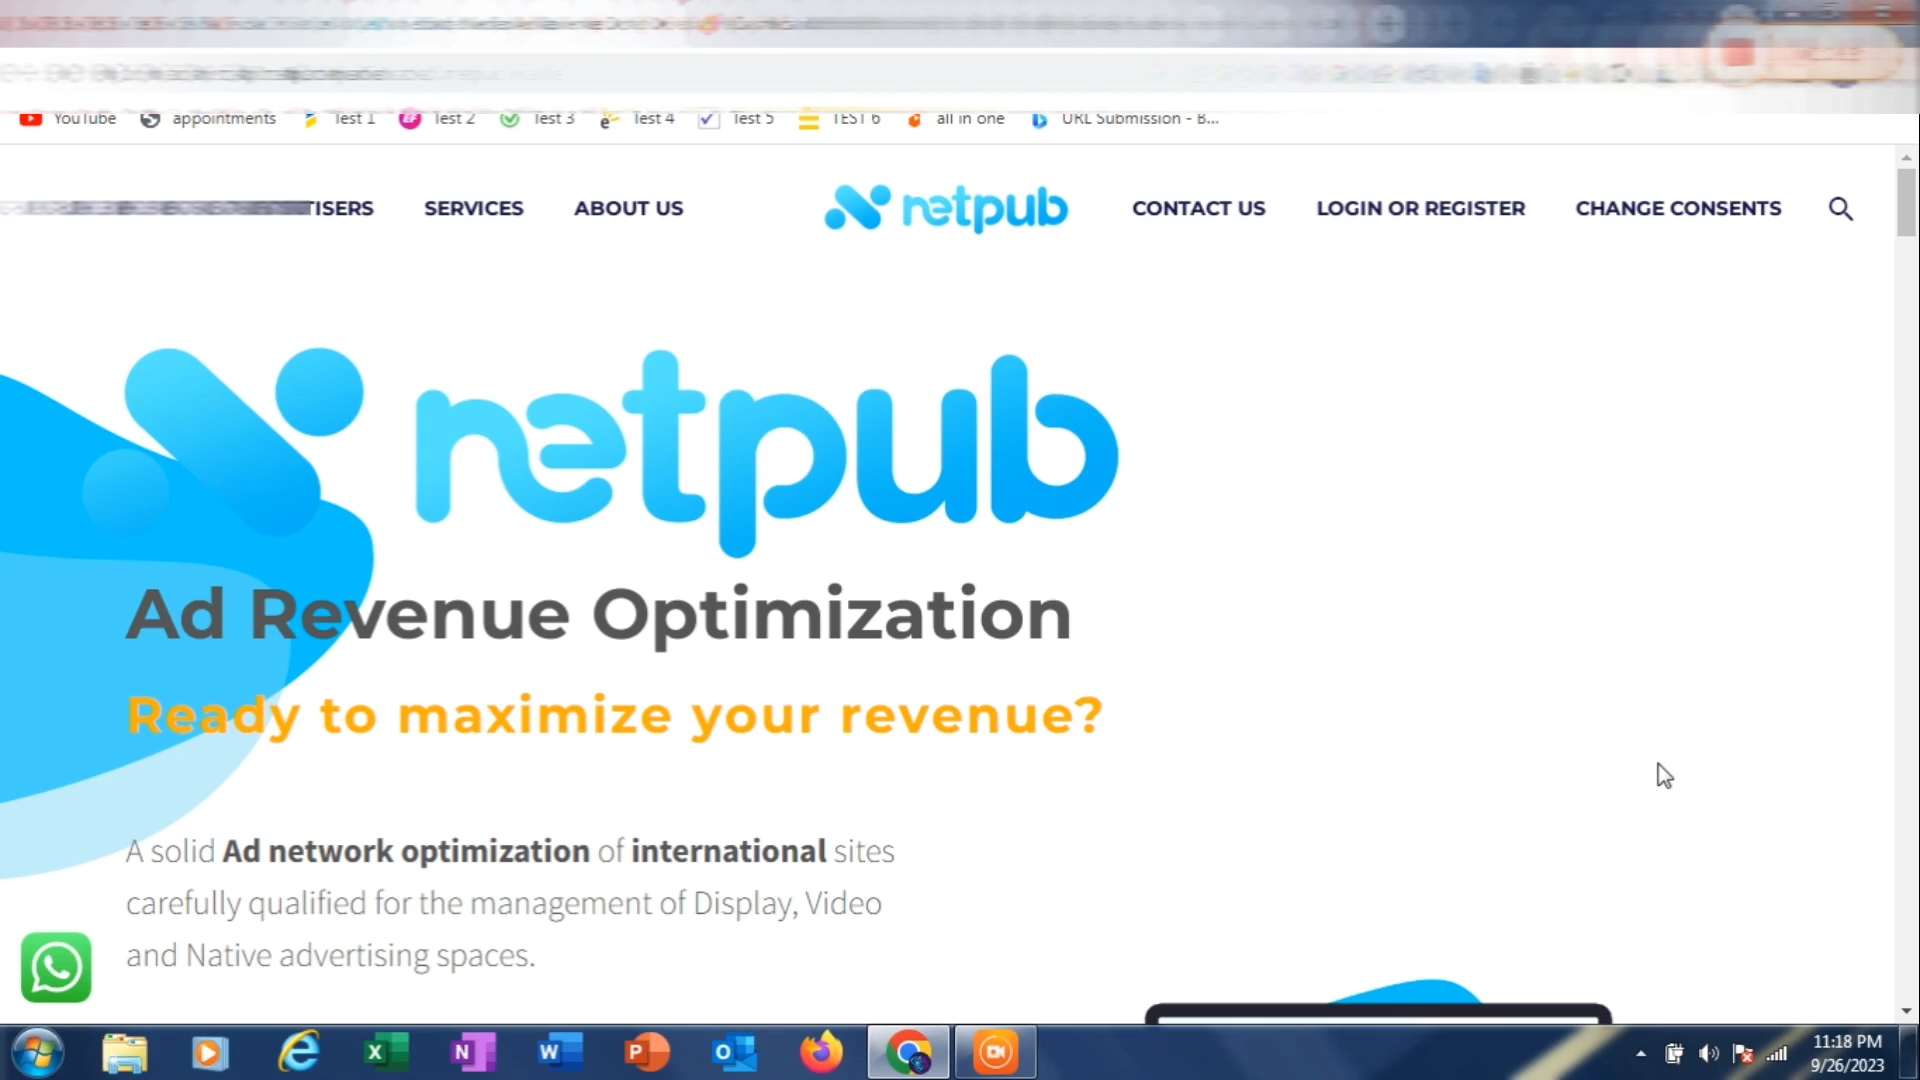 YouTube appointments Test 1 Test 2 Test 3 Test 4 Test 5 TEST 6 all in one URL Submission - B...
TISERS SERVICES ABOUT US netpub CONTACT US LOGIN OR REGISTER CHANGE CONSENTS
netpub
Ad Revenue Optimization
Ready to maximize your revenue?
A solid Ad network optimization of international sites
carefully qualified for the management of Display, Video
and Native advertising spaces.
11:18 PM
9/26/2023